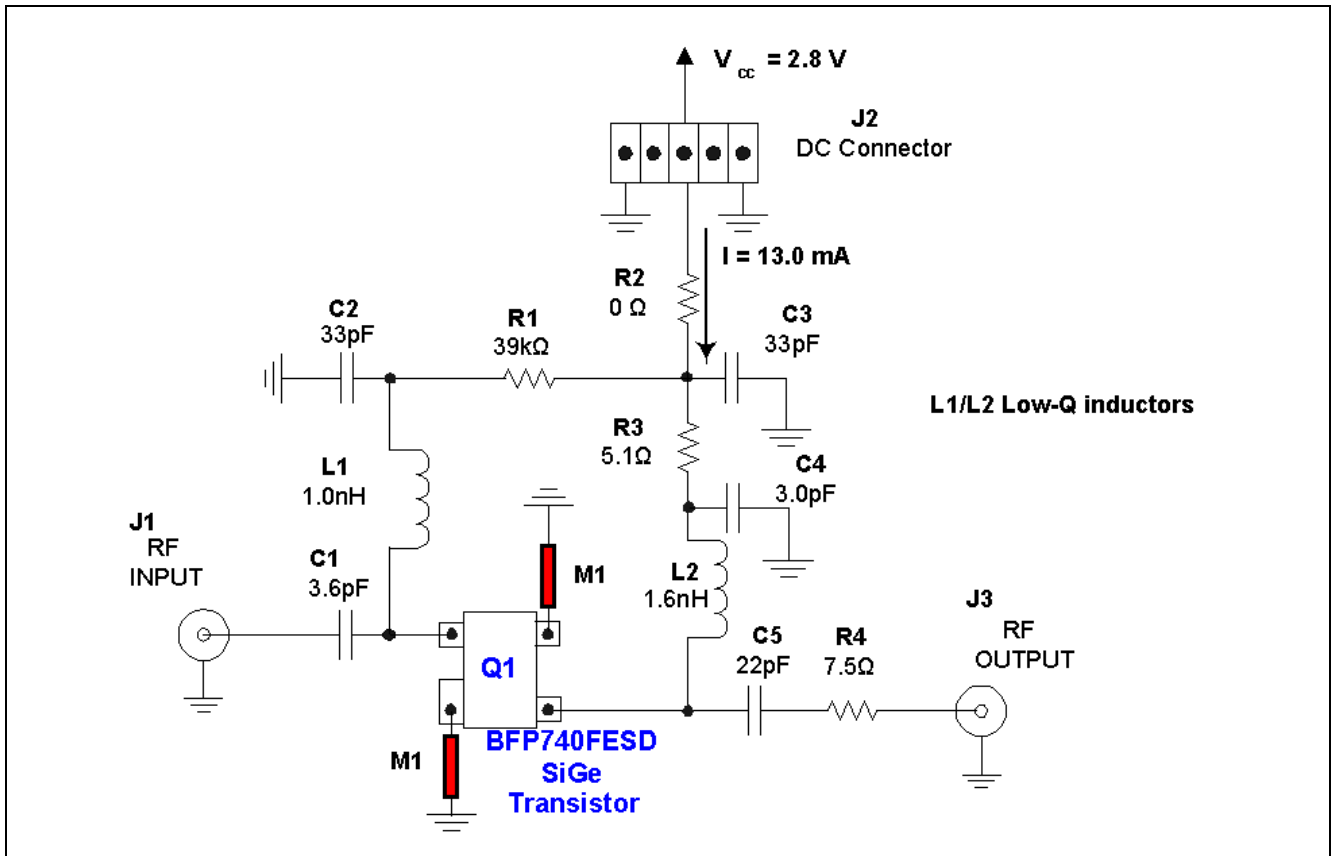 V cc = 2.8 V
J2
DC Connector
I = 13.0 mA
R2
0 Ω
C2
33pF
R1
39kΩ
C3
33pF
L1/L2 Low-Q inductors
R3
5.1Ω
C4
3.0pF
L1
1.0nH
J1
RF
INPUT
C1
3.6pF
M1
L2
1.6nH
J3
RF
OUTPUT
C5
22pF
R4
7.5Ω
Q1
M1
BFP740FESD
SiGe
Transistor